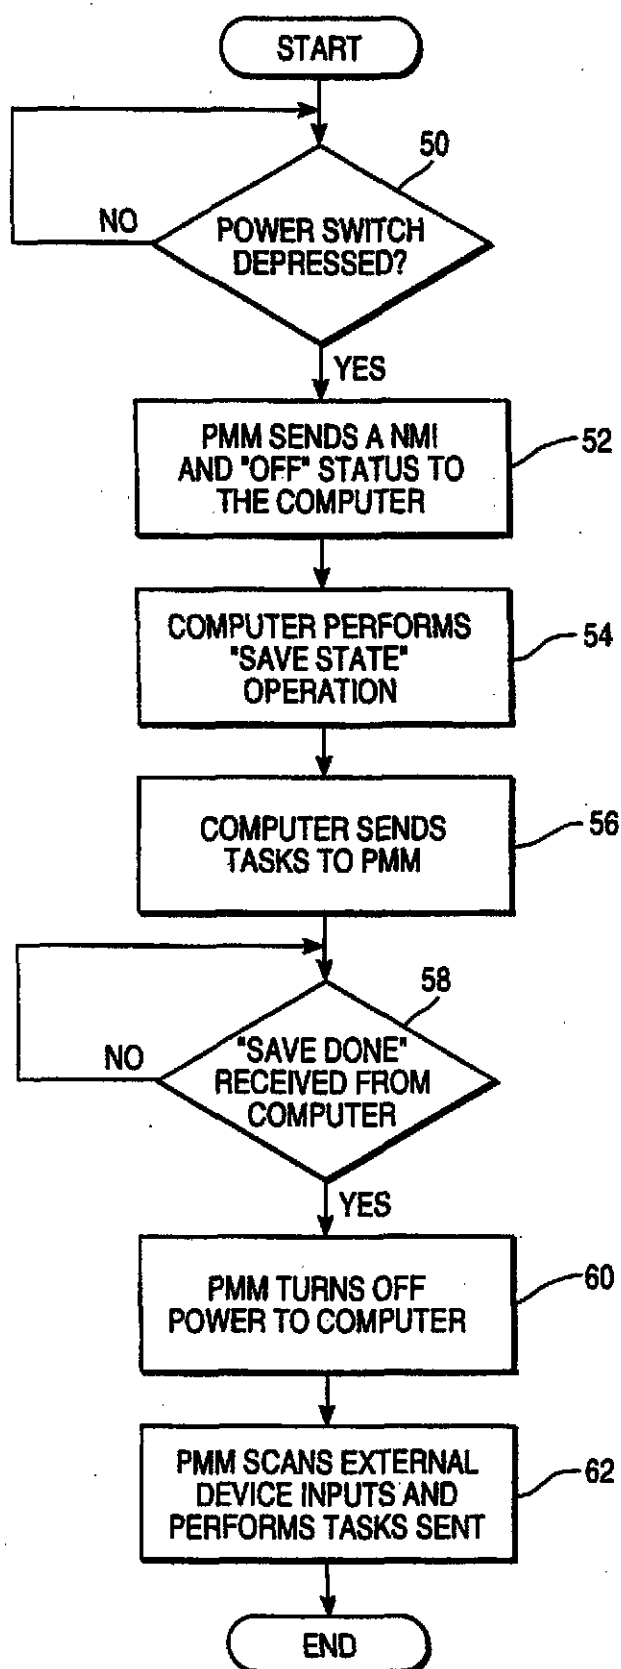 START
50
NO
POWER SWITCH
DEPRESSED?
YES
PMM SENDS A NMI
AND "OFF" STATUS TO
THE COMPUTER
52
COMPUTER PERFORMS
"SAVE STATE"
OPERATION
54
COMPUTER SENDS
TASKS TO PMM
56
58
NO
"SAVE DONE"
RECEIVED FROM
COMPUTER
YES
PMM TURNS OFF
POWER TO COMPUTER
60
PMM SCANS EXTERNAL
DEVICE INPUTS AND
PERFORMS TASKS SENT
62
END